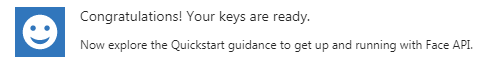 Congratulations! Your keys are ready.
Now explore the Quickstart guidance to get up and running with Face API.